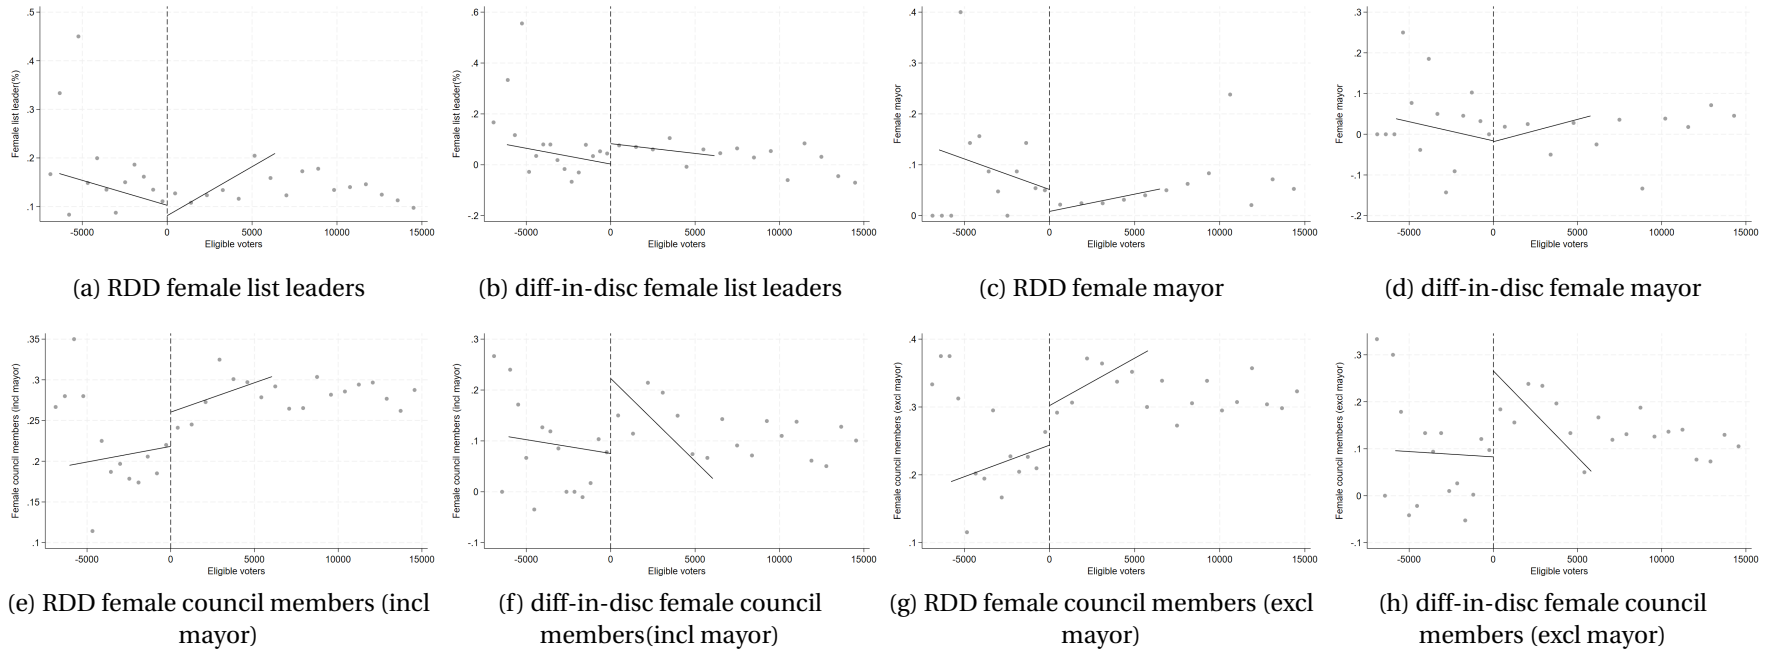 .5
.4
.3
.2
.1
Female list leader(%)
-5000
0
5000
10000
15000
Eligible voters
(a) RDD female list leaders
.6
.4
.2
0
-.2
Female list leader(%)
-5000
0
5000
10000
15000
Eligible voters
(b) diff-in-disc female list leaders
.4
.3
.2
.1
0
Female mayor
-5000
0
5000
10000
15000
Eligible voters
(c) RDD female mayor
.3
.2
.1
0
-.1
-.2
Female mayor
-5000
0
5000
10000
15000
Eligible voters
(d) diff-in-disc female mayor
.35
.3
.25
.2
.15
.1
Female council members (incl mayor)
-5000
0
5000
10000
15000
Eligible voters
(e) RDD female council members (incl
mayor)
.3
.2
.1
0
-.1
Female council members (incl mayor)
-5000
0
5000
10000
15000
Eligible voters
(f) diff-in-disc female council
members(incl mayor)
.4
.3
.2
.1
Female council members (excl mayor)
-5000
0
5000
10000
15000
Eligible voters
(g) RDD female council members (excl
mayor)
.3
.2
.1
0
-.1
Female council members (excl mayor)
-5000
0
5000
10000
15000
Eligible voters
(h) diff-in-disc female council
members (excl mayor)